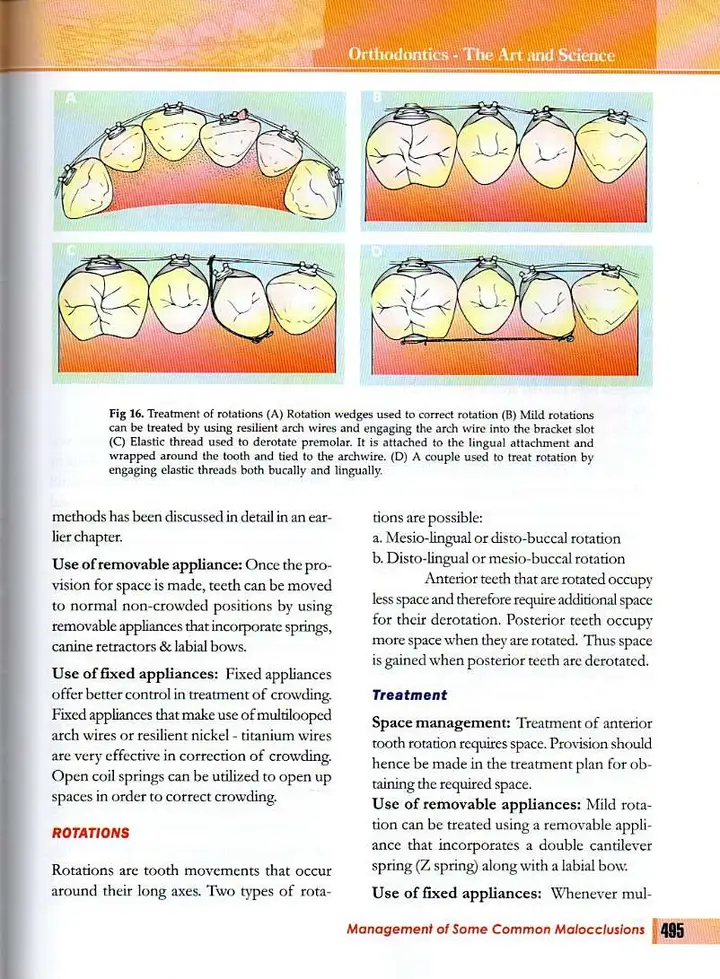 Orthodontics - The Art and Science
A
B
C
D
Fig 16. Treatment of rotations (A) Rotation wedges used to correct rotation (B) Mild rotations
can be treated by using resilient arch wires and engaging the arch wire into the bracket slot
(C) Elastic thread used to derotate premolar. It is attached to the lingual attachment and
wrapped around the tooth and tied to the archwire. (D) A couple used to treat rotation by
engaging elastic threads both bucally and lingually.
methods has been discussed in detail in an ear-
lier chapter.
Use of removable appliance: Once the pro-
vision for space is made, teeth can be moved
to normal non-crowded positions by using
removable appliances that incorporate springs,
canine retractors & labial bows.
Use of fixed appliances: Fixed appliances
offer better control in treatment of crowding.
Fixed appliances that make use of multilooped
arch wires or resilient nickel - titanium wires
are very effective in correction of crowding.
Open coil springs can be utilized to open up
spaces in order to correct crowding.
ROTATIONS
Rotations are tooth movements that occur
around their long axes. Two types of rota-
tions are possible:
a. Mesio-lingual or disto-buccal rotation
b. Disto-lingual or mesio-buccal rotation
Anterior teeth that are rotated occupy
less space and therefore require additional space
for their derotation. Posterior teeth occupy
more space when they are rotated. Thus space
is gained when posterior teeth are derotated.
Treatment
Space management: Treatment of anterior
tooth rotation requires space. Provision should
hence be made in the treatment plan for ob-
taining the required space.
Use of removable appliances: Mild rota-
tion can be treated using a removable appli-
ance that incorporates a double cantilever
spring (Z spring) along with a labial bow.
Use of fixed appliances: Whenever mul-
Management of Some Common Malocclusions 495